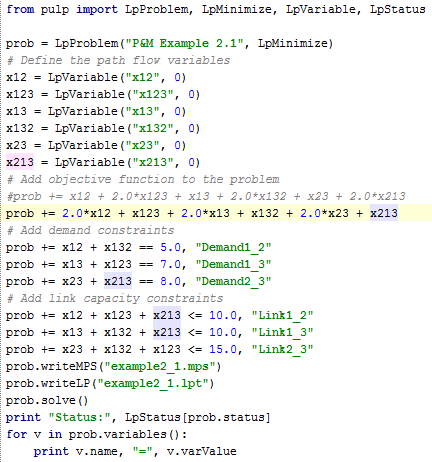 from pulp import LpProblem, LpMinimize, LpVariable, LpStatus
prob = LpProblem("P&M Example 2.1", LpMinimize)
# Define the path flow variables
x12 = LpVariable("x12", 0)
x123 = LpVariable("x123", 0)
x13 = LpVariable("x13", 0)
x132 = LpVariable("x132", 0)
x23 = LpVariable("x23", 0)
x213 = LpVariable("x213", 0)
# Add objective function to the problem
#prob += x12 + 2.0*x123 + x13 + 2.0*x132 + x23 + 2.0*x213
prob += 2.0*x12 + x123 + 2.0*x13 + x132 + 2.0*x23 + x213
# Add demand constraints
prob += x12 + x132 == 5.0, "Demand1_2"
prob += x13 + x123 == 7.0, "Demand1_3"
prob += x23 + x213 == 8.0, "Demand2_3"
# Add link capacity constraints
prob += x12 + x123 + x213 <= 10.0, "Link1_2"
prob += x13 + x132 + x213 <= 10.0, "Link1_3"
prob += x23 + x132 + x123 <= 15.0, "Link2_3"
prob.writeMPS("example2_1.mps")
prob.writeLP("example2_1.lpt")
prob.solve()
print "Status:", LpStatus[prob.status]
for v in prob.variables():
    print v.name, "=", v.varValue